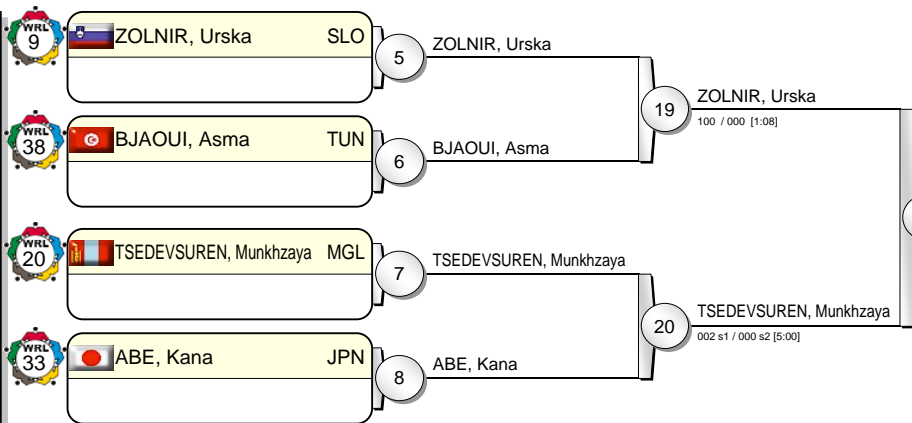 WRL
9
ZOLNIR, Urska SLO
5
ZOLNIR, Urska
19
ZOLNIR, Urska
100 / 000 [1:08]
WRL
38
BJAOUI, Asma TUN
6
BJAOUI, Asma
WRL
20
TSEDEVSUREN, Munkhzaya MGL
7
TSEDEVSUREN, Munkhzaya
20
TSEDEVSUREN, Munkhzaya
002 s1 / 000 s2 [5:00]
WRL
33
ABE, Kana JPN
8
ABE, Kana